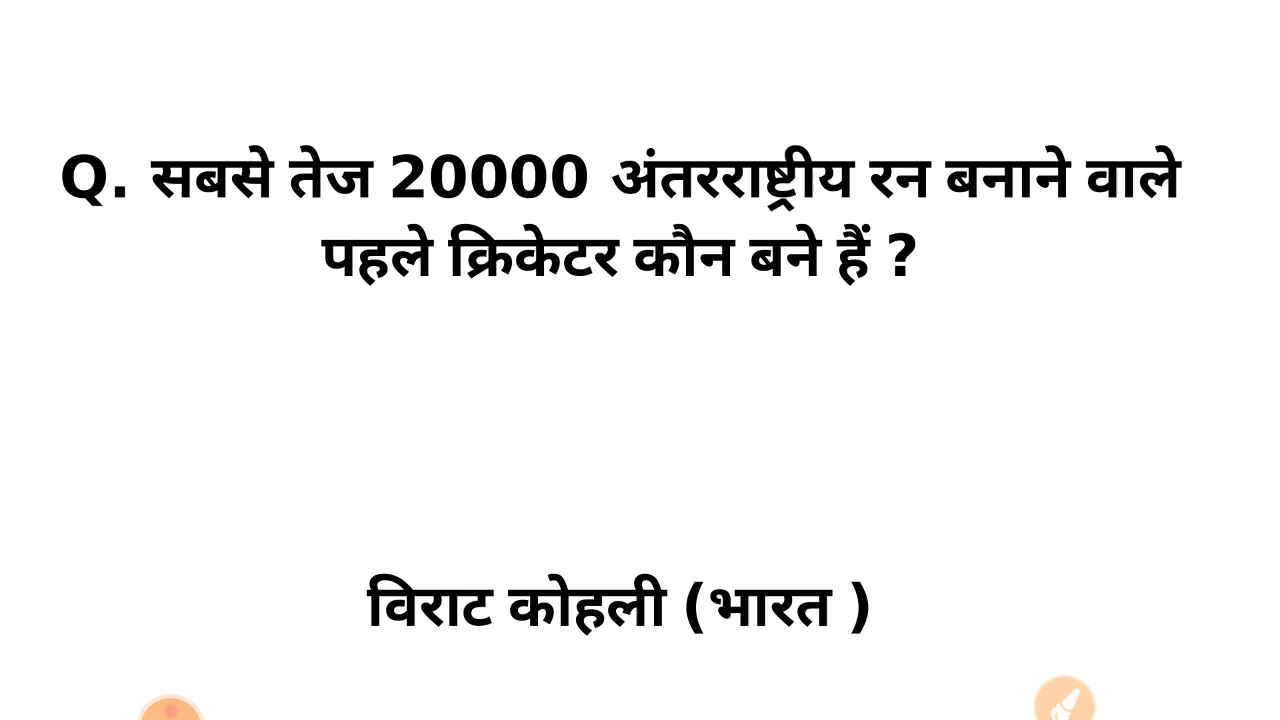 Q. सबसे तेज 20000 अंतरराष्ट्रीय रन बनाने वाले
पहले क्रिकेटर कौन बने हैं ?
विराट कोहली (भारत )